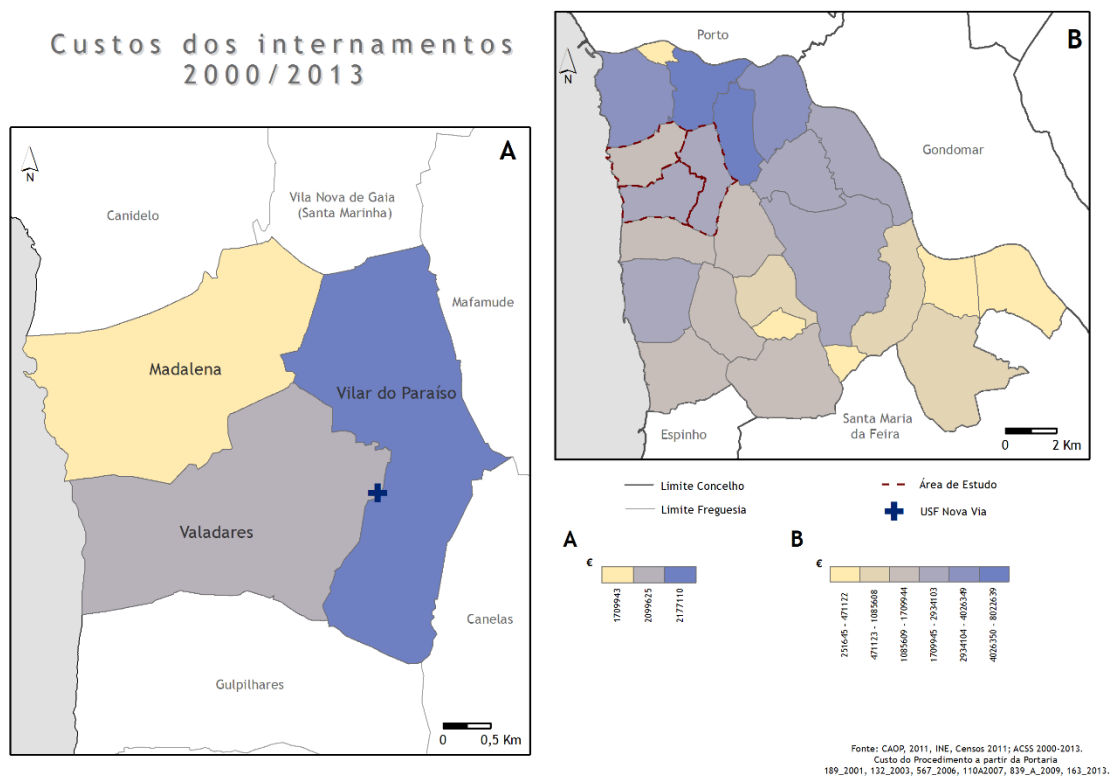 Custos dos internamentos
2000/2013
A
N
Canidelo
Vila Nova de Gaia
(Santa Marinha)
Mafamude
Madalena
Vilar do Paraíso
Valadares
Canelas
Gulpilhares
0 0,5 Km
B
Porto
N
Gondomar
Santa Maria
da Feira
Espinho
0 2 Km
Limite Concelho
Limite Freguesia
Área de Estudo
USF Nova Via
A
€
1709943
2099625
2177110
B
€
251645 - 471122
471123 - 1085608
1085609 - 1709944
1709945 - 2934103
2934104 - 4026349
4026350 - 8022639
Fonte: CAOP, 2011, INE, Censos 2011; ACSS 2000-2013.
Custo do Procedimento a partir da Portaria
189_2001, 132_2003, 567_2006, 110A2007, 839_A_2009, 163_2013.